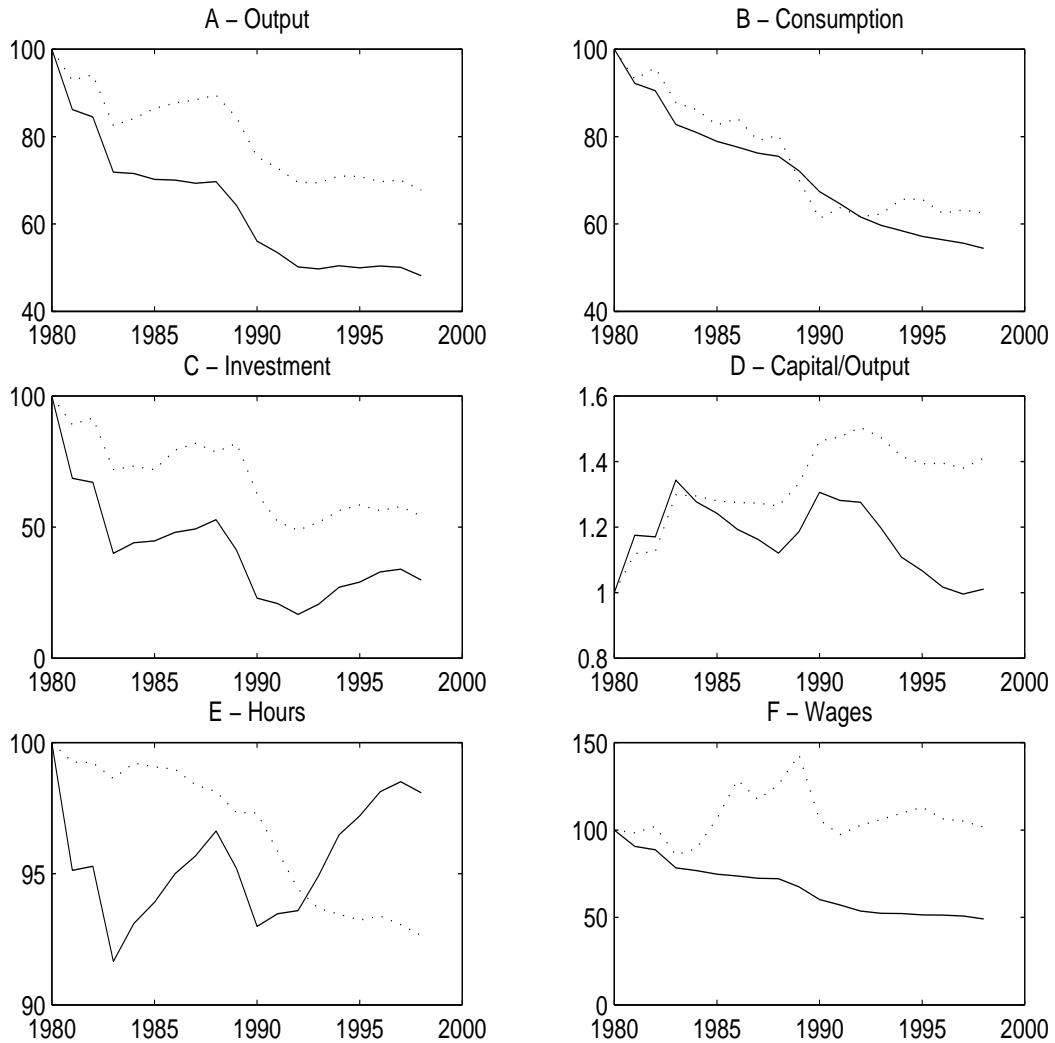 A – Output
100
80
60
40
1980 1985 1990 1995 2000
B – Consumption
100
80
60
40
1980 1985 1990 1995 2000
C – Investment
100
50
0
1980 1985 1990 1995 2000
D – Capital/Output
1.6
1.4
1.2
1
0.8
1980 1985 1990 1995 2000
E – Hours
100
95
90
1980 1985 1990 1995 2000
F – Wages
150
100
50
0
1980 1985 1990 1995 2000